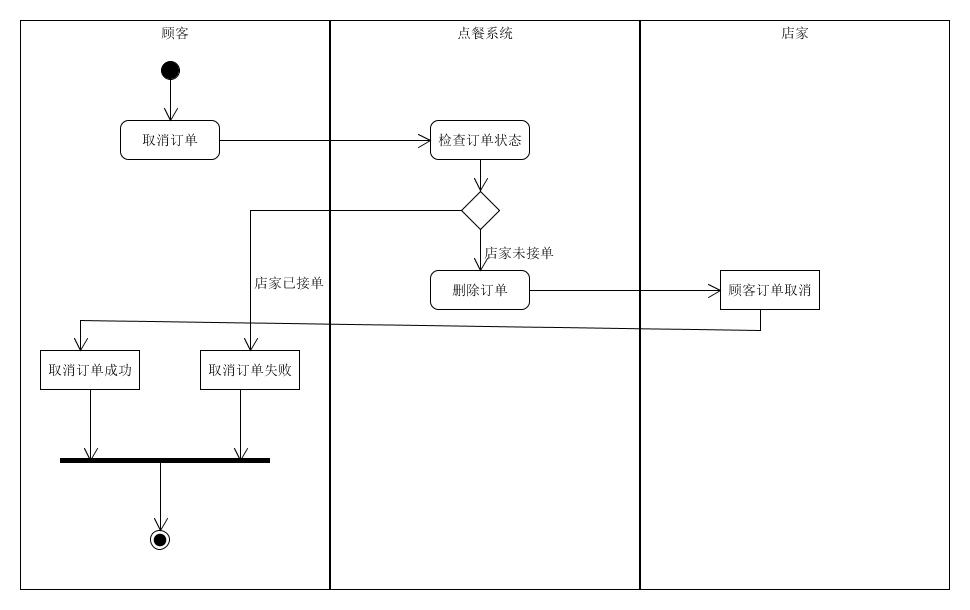 顾客
点餐系统
店家
取消订单
检查订单状态
店家未接单
店家已接单
删除订单
顾客订单取消
取消订单成功
取消订单失败